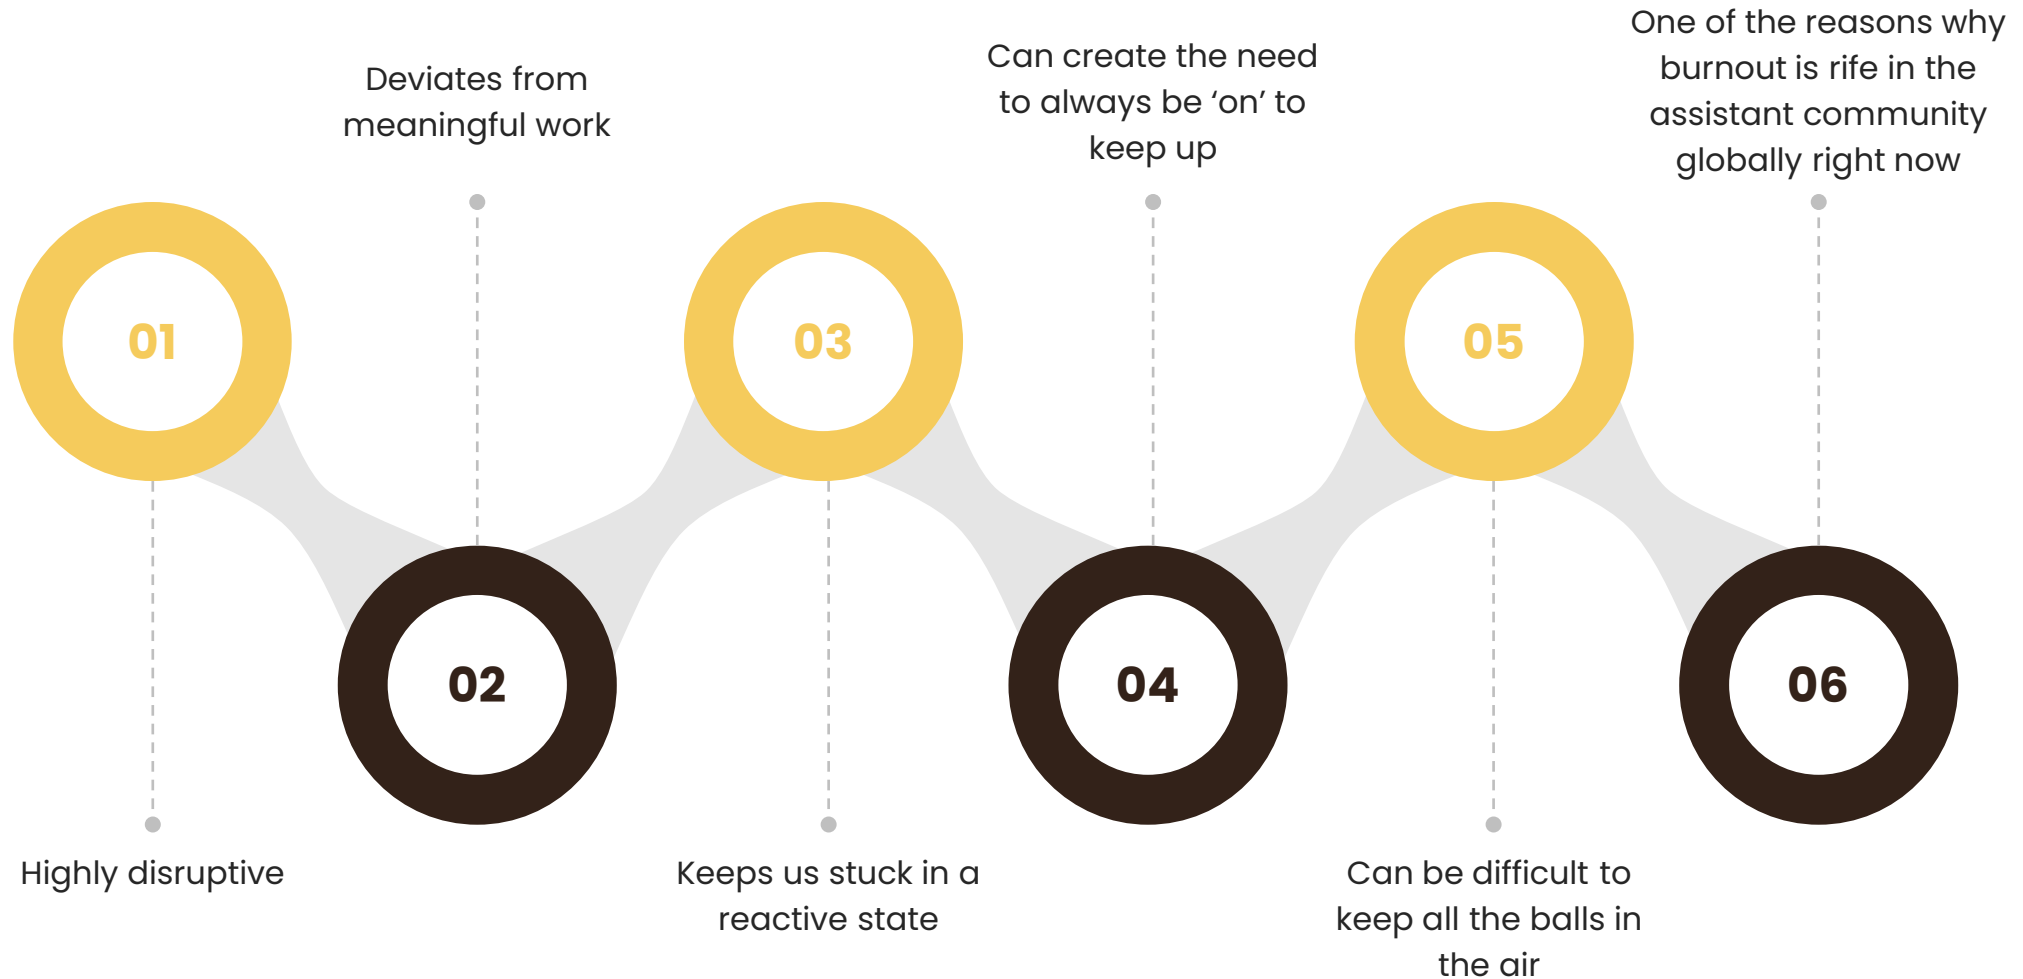 01
Highly disruptive
02
Deviates from
meaningful work
03
Keeps us stuck in a
reactive state
04
Can create the need
to always be ‘on’ to
keep up
05
Can be difficult to
keep all the balls in
the air
06
One of the reasons why
burnout is rife in the
assistant community
globally right now